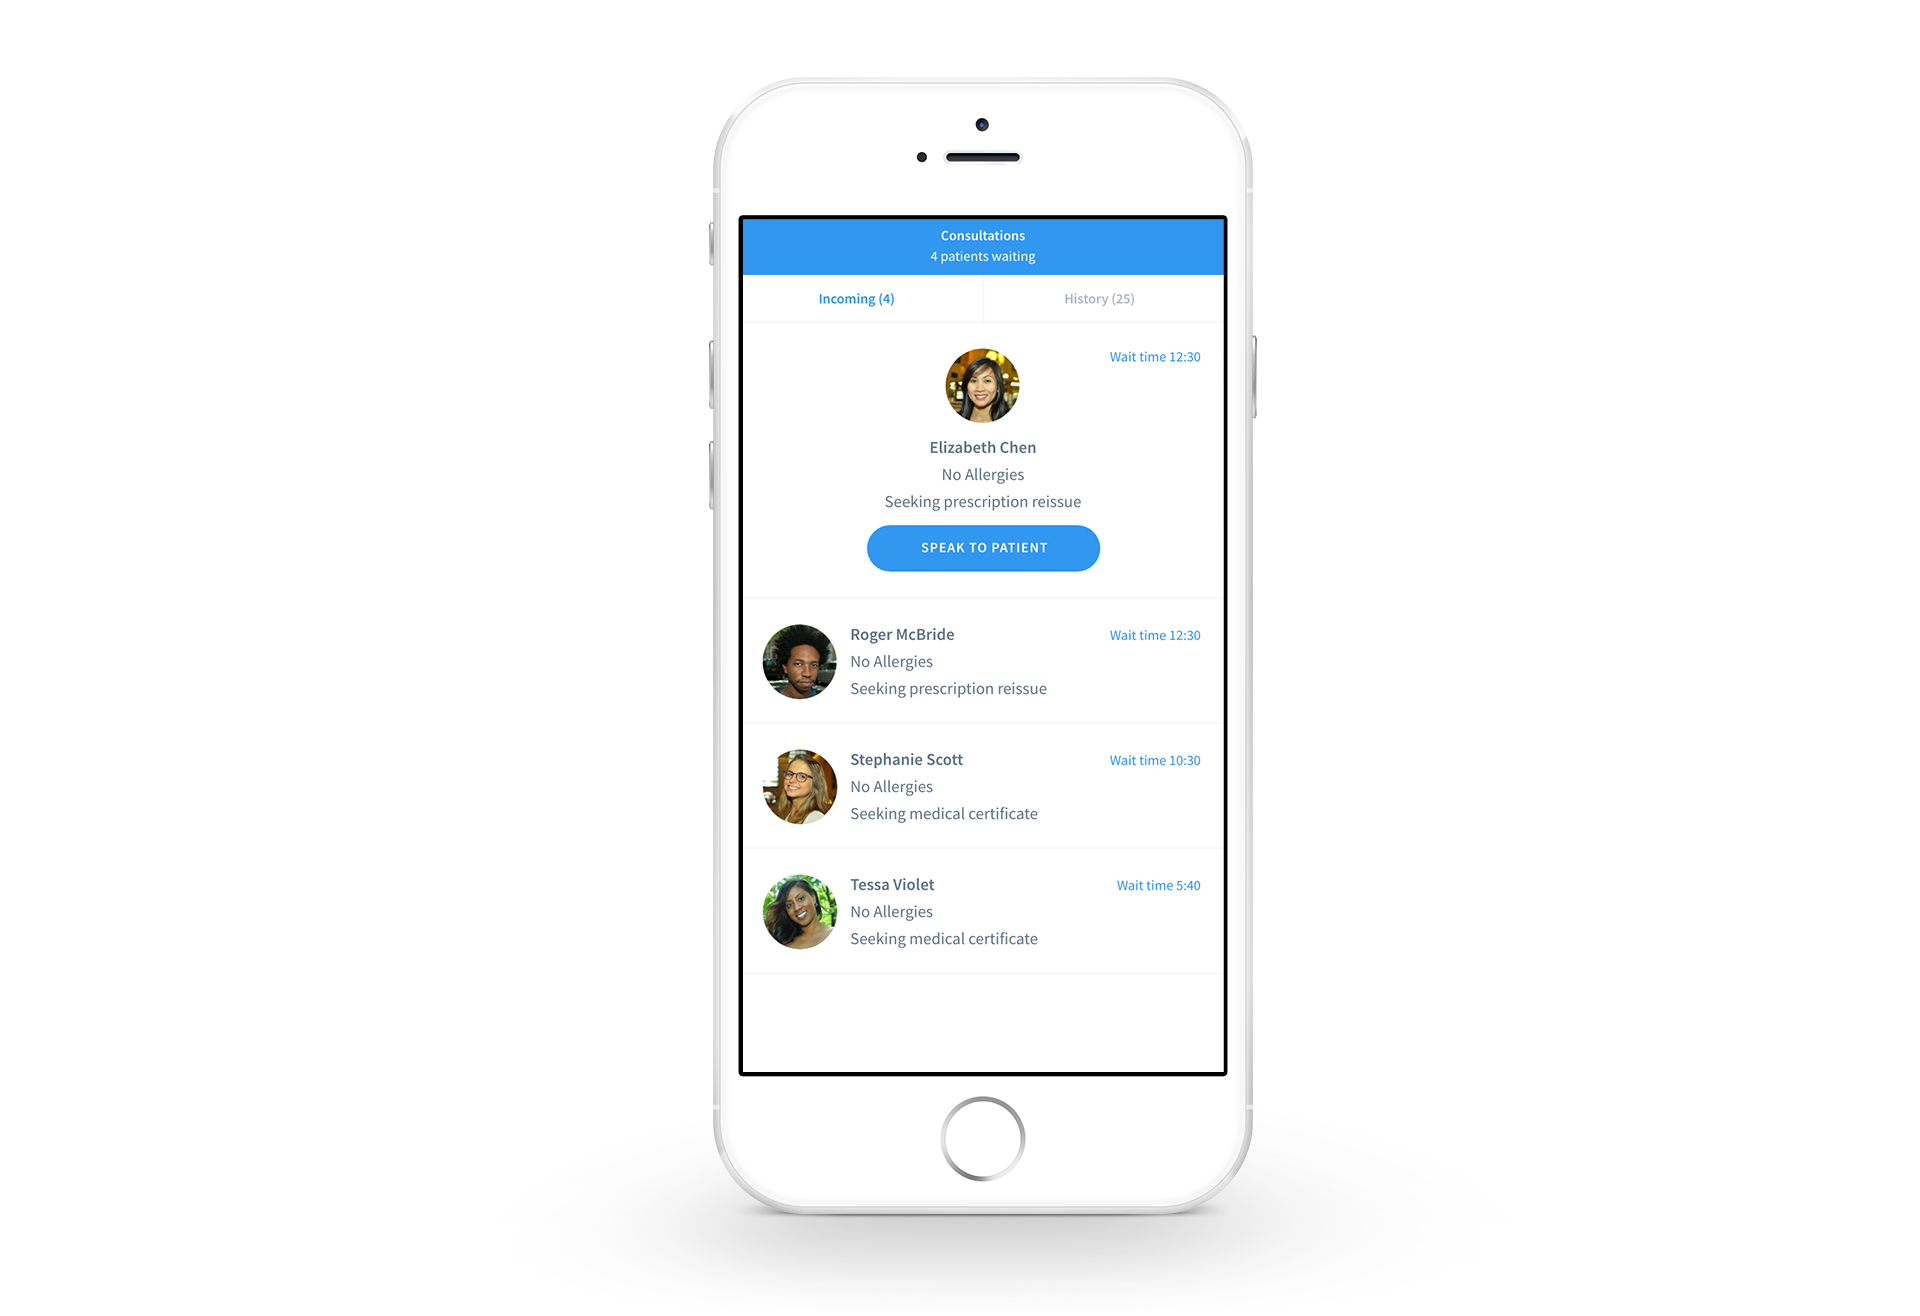 Consultations
4 patients waiting
Incoming (4)
History (25)
Wait time 12:30
Elizabeth Chen
No Allergies
Seeking prescription reissue
SPEAK TO PATIENT
Roger McBride
Wait time 12:30
No Allergies
Seeking prescription reissue
Stephanie Scott
Wait time 10:30
No Allergies
Seeking medical certificate
Tessa Violet
Wait time 5:40
No Allergies
Seeking medical certificate